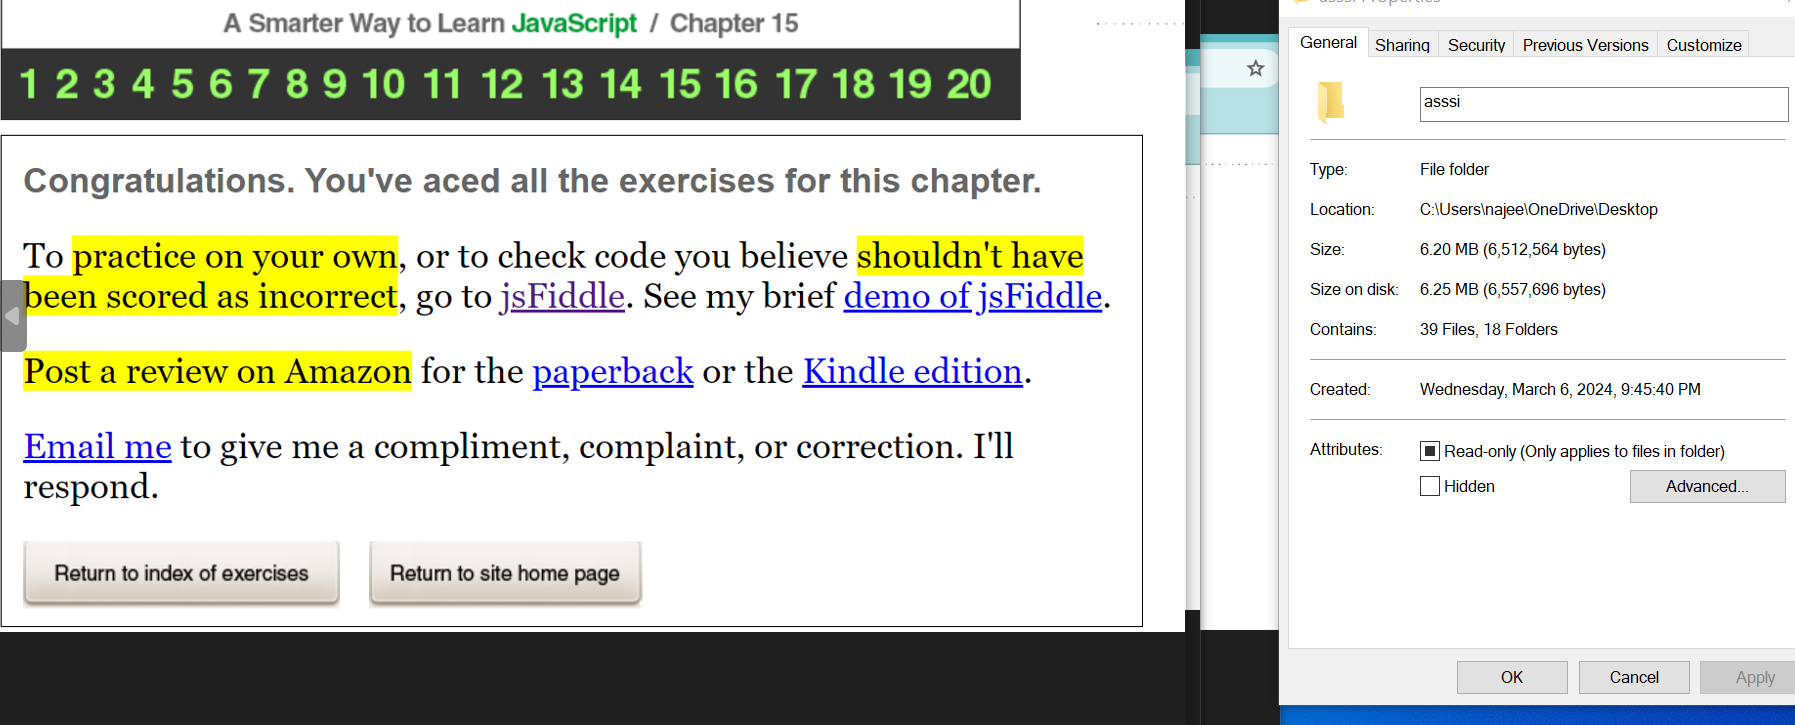 A Smarter Way to Learn JavaScript / Chapter 15
1 2 3 4 5 6 7 8 9 10 11 12 13 14 15 16 17 18 19 20
Congratulations. You've aced all the exercises for this chapter.
To practice on your own, or to check code you believe shouldn't have
been scored as incorrect, go to jsFiddle. See my brief demo of jsFiddle.
Post a review on Amazon for the paperback or the Kindle edition.
Email me to give me a compliment, complaint, or correction. I'll
respond.
Return to index of exercises Return to site home page
asssi Properties
General Sharing Security Previous Versions Customize
asssi
Type: File folder
Location: C:\Users\najee\OneDrive\Desktop
Size: 6.20 MB (6,512,564 bytes)
Size on disk: 6.25 MB (6,557,696 bytes)
Contains: 39 Files, 18 Folders
Created: Wednesday, March 6, 2024, 9:45:40 PM
Attributes: Read-only (Only applies to files in folder)
Hidden Advanced...
OK Cancel Apply